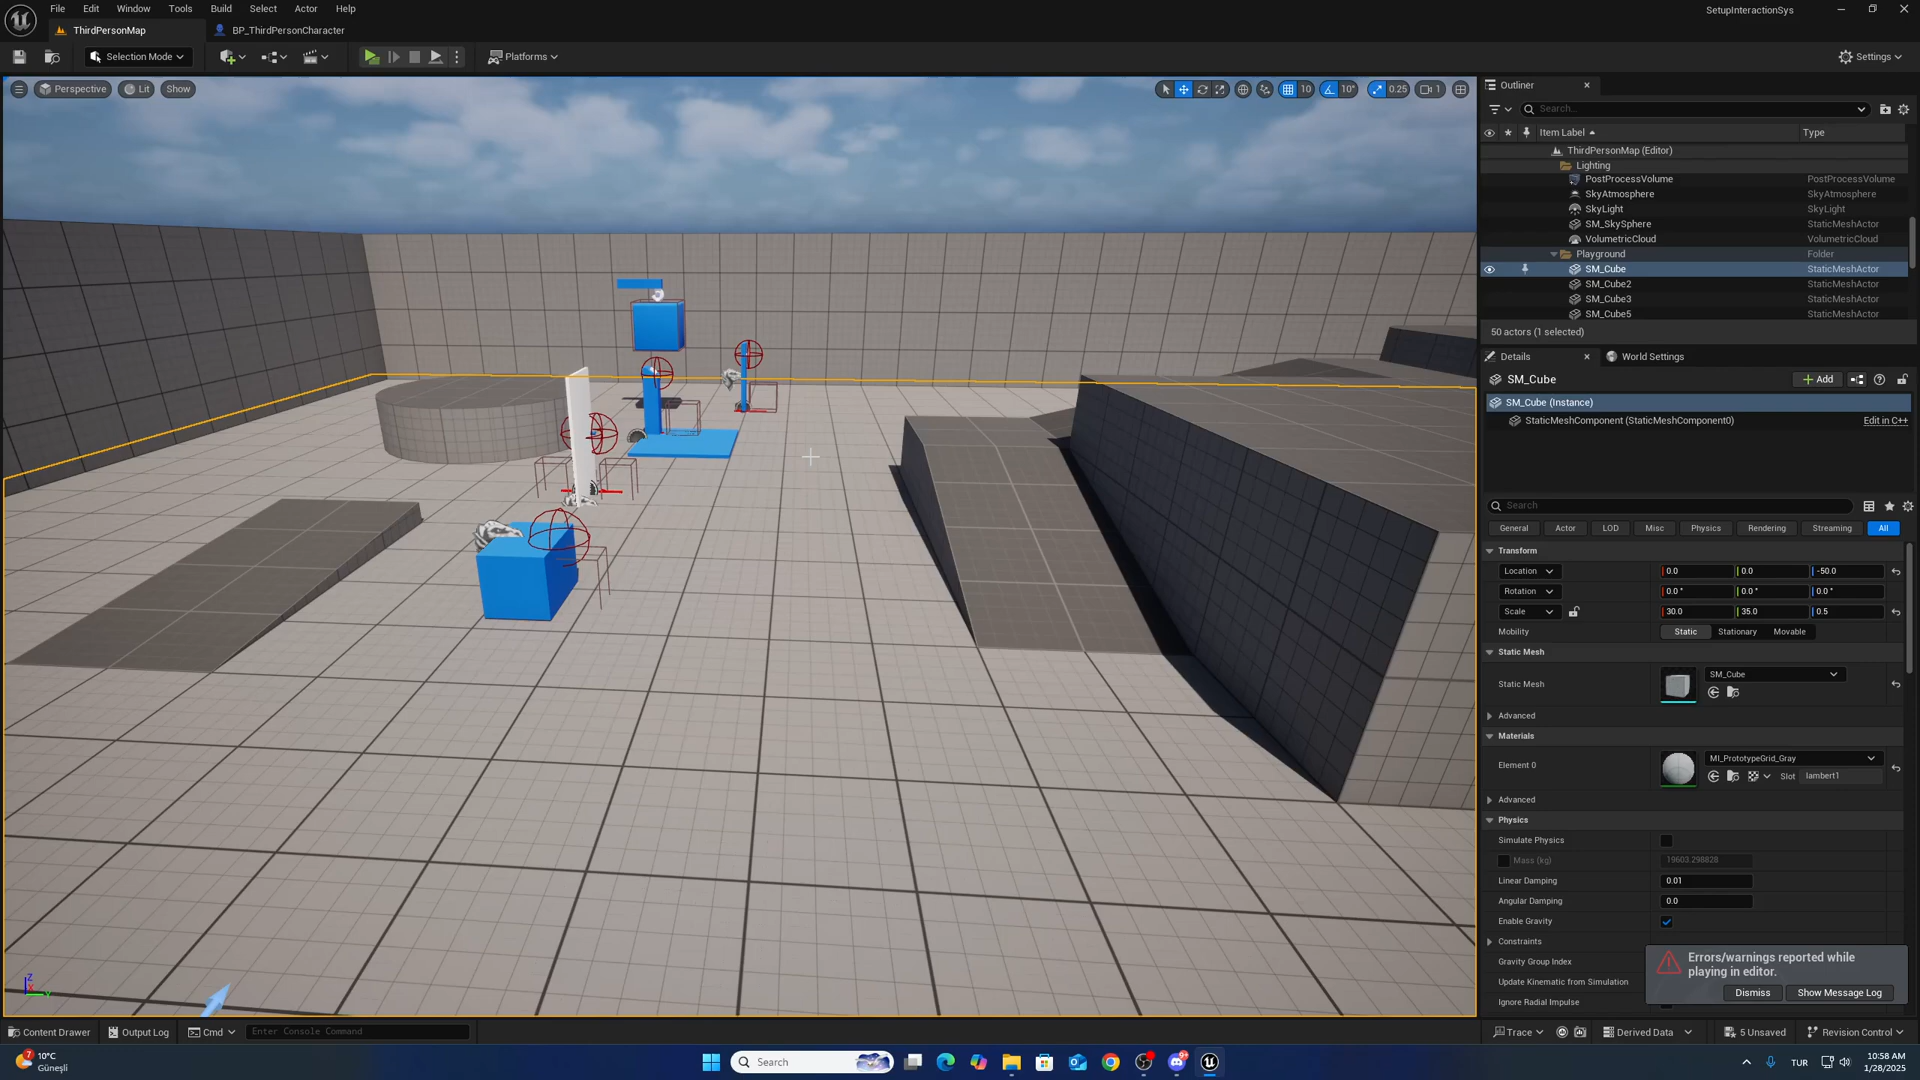 File Edit Window Tools Build Select Actor Help
SetupInteractionSys
ThirdPersonMap
BP_ThirdPersonCharacter
Selection Mode
Platforms
Settings
Perspective Lit Show
10 10° 0.25 1
Outliner
Search...
Item Label Type
ThirdPersonMap (Editor)
Lighting
PostProcessVolume PostProcessVolume
SkyAtmosphere SkyAtmosphere
SkyLight SkyLight
SM_SkySphere StaticMeshActor
VolumetricCloud VolumetricCloud
Playground Folder
SM_Cube StaticMeshActor
SM_Cube2 StaticMeshActor
SM_Cube3 StaticMeshActor
SM_Cube5 StaticMeshActor
50 actors (1 selected)
Details World Settings
SM_Cube
Add
SM_Cube (Instance)
StaticMeshComponent (StaticMeshComponent0) Edit in C++
Search
General Actor LOD Misc Physics Rendering Streaming All
Transform
Location 0.0 0.0 -50.0
Rotation 0.0 ° 0.0 ° 0.0 °
Scale 30.0 35.0 0.5
Mobility Static Stationary Movable
Static Mesh
Static Mesh SM_Cube
Advanced
Materials
Element 0 MI_PrototypeGrid_Gray
Slot lambert1
Advanced
Physics
Simulate Physics
Mass (kg) 19603.298828
Linear Damping 0.01
Angular Damping 0.0
Enable Gravity
Constraints
Gravity Group Index
Update Kinematic from Simulation
Ignore Radial Impulse
Errors/warnings reported while
playing in editor.
Dismiss Show Message Log
Z
X
Y
Content Drawer Output Log Cmd Enter Console Command
Trace Derived Data 5 Unsaved Revision Control
7 10°C
Güneşli
Search
TUR
10:58 AM
1/28/2025